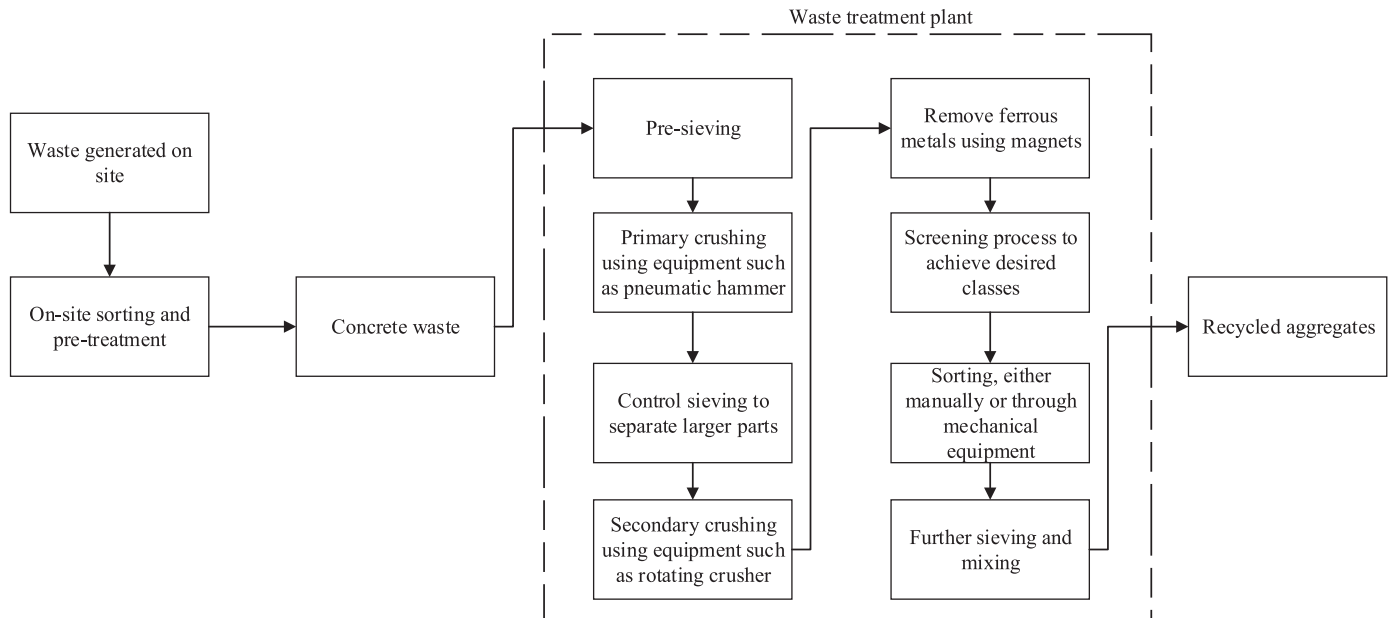 Waste treatment plant
Waste generated on
site
On-site sorting and
pre-treatment
Concrete waste
Pre-sieving
Primary crushing
using equipment such
as pneumatic hammer
Control sieving to
separate larger parts
Secondary crushing
using equipment such
as rotating crusher
Remove ferrous
metals using magnets
Screening process to
achieve desired
classes
Sorting, either
manually or through
mechanical
equipment
Further sieving and
mixing
Recycled aggregates